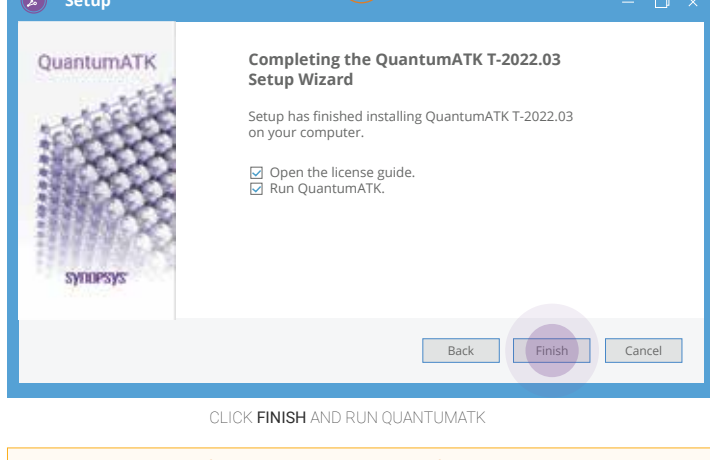 Setup
QuantumATK
Completing the QuantumATK T-2022.03
Setup Wizard
Setup has finished installing QuantumATK T-2022.03
on your computer.
Open the license guide.
Run QuantumATK.
SYNOPSYS
Back
Finish
Cancel
CLICK FINISH AND RUN QUANTUMATK